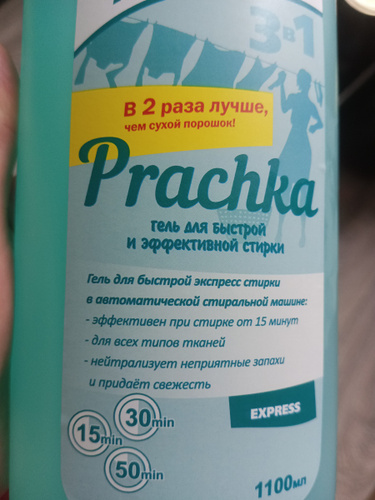 3в1
В 2 раза лучше,
чем сухой порошок!
Prachka
гель для быстрой
и эффективной стирки
Гель для быстрой экспресс стирки
в автоматической стиральной машине:
- эффективен при стирке от 15 минут
- для всех типов тканей
- нейтрализует неприятные запахи
и придаёт свежесть
EXPRESS
30min
15min
50min
1100мл